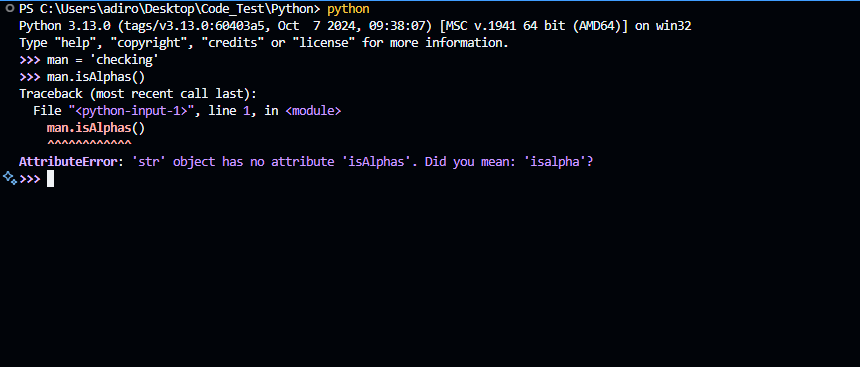 PS C:\Users\adiro\Desktop\Code_Test\Python> python
Python 3.13.0 (tags/v3.13.0:60403a5, Oct  7 2024, 09:38:07) [MSC v.1941 64 bit (AMD64)] on win32
Type "help", "copyright", "credits" or "license" for more information.
>>> man = 'checking'
>>> man.isAlphas()
Traceback (most recent call last):
  File "<python-input-1>", line 1, in <module>
    man.isAlphas()
    ^^^^^^^^^^^^
AttributeError: 'str' object has no attribute 'isAlphas'. Did you mean: 'isalpha'?
>>>